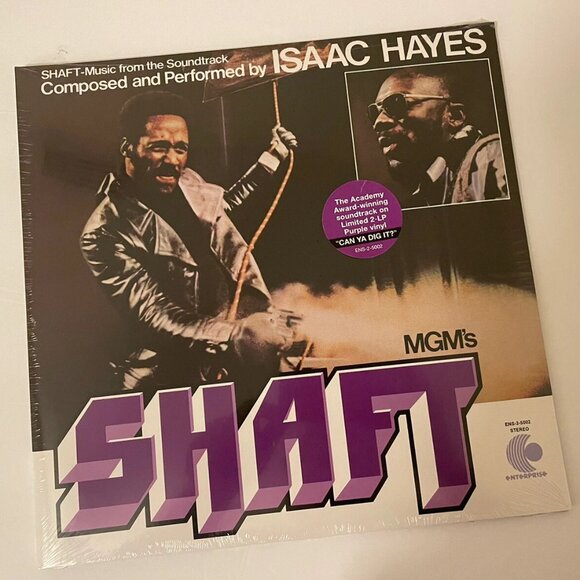 SHAFT-Music from the Soundtrack
Composed and Performed by ISAAC HAYES
The Academy
Award-winning
soundtrack on
Limited 2-LP
Purple vinyl
"CAN YA DIG IT?"
ENS-2-5002
MGM's
SHAFT
ENS-2-5002
STEREO
ENTERPRISE